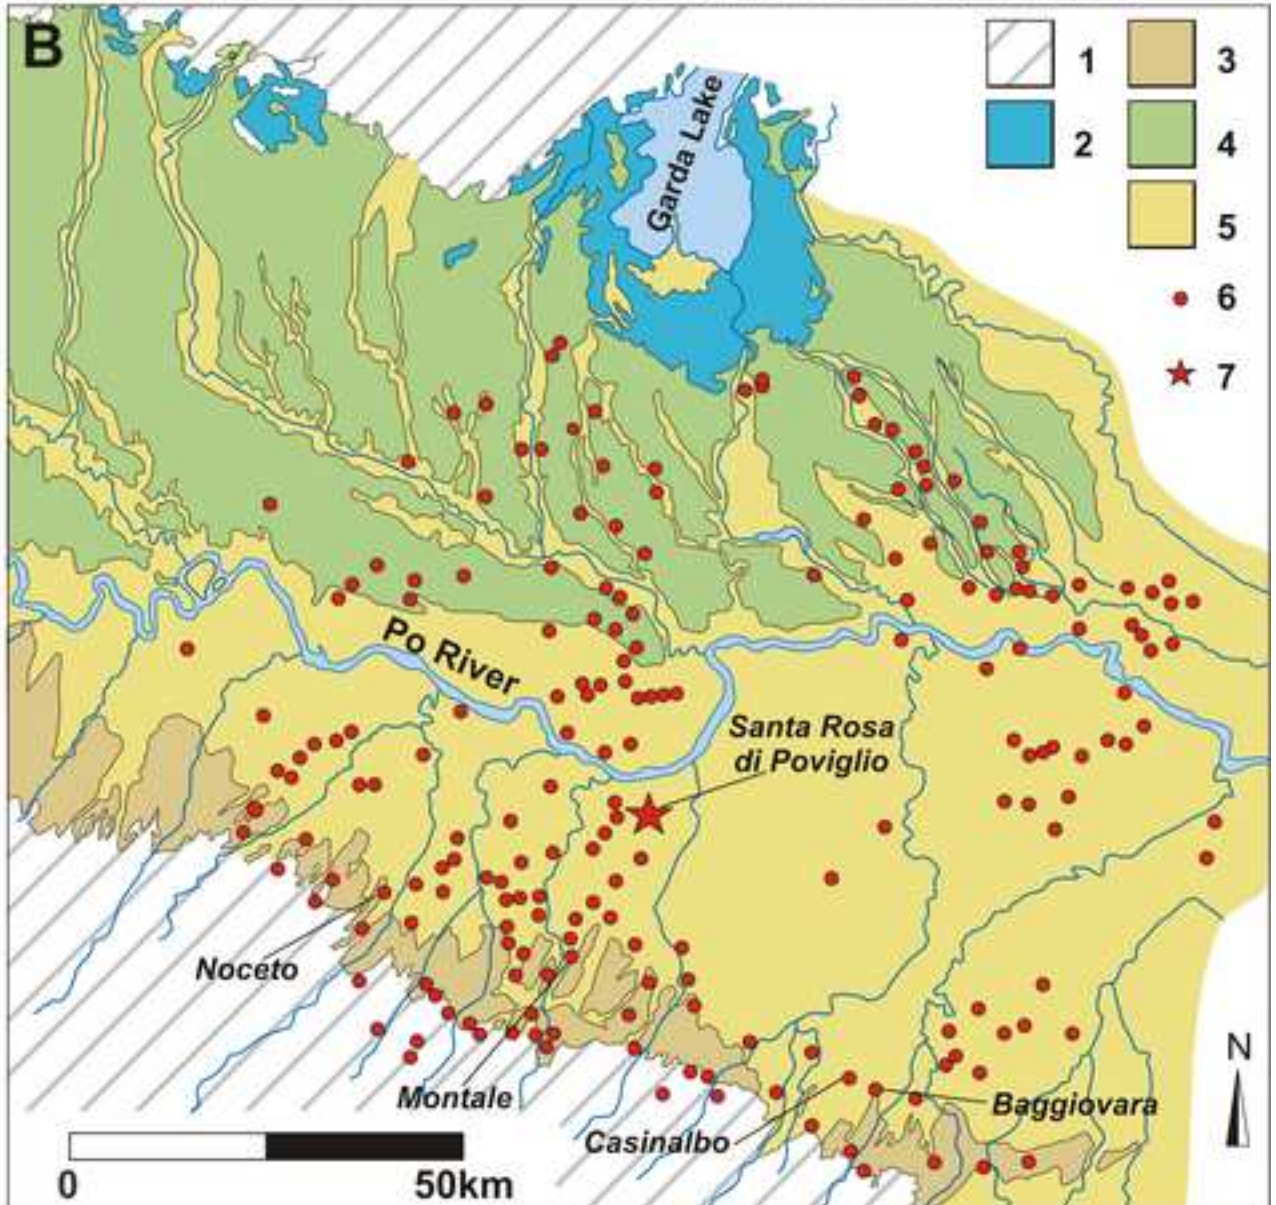 B
1
3
2
4
5
6
7
Garda Lake
Po River
Santa Rosa
di Poviglio
Noceto
Montale
Casinalbo
Baggiovara
N
0
50km